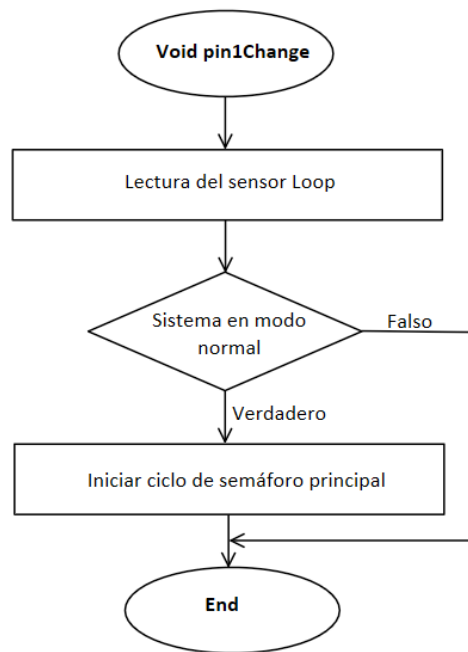 Void pin1Change
Lectura del sensor Loop
Sistema en modo
normal
Falso
Verdadero
Iniciar ciclo de semáforo principal
End